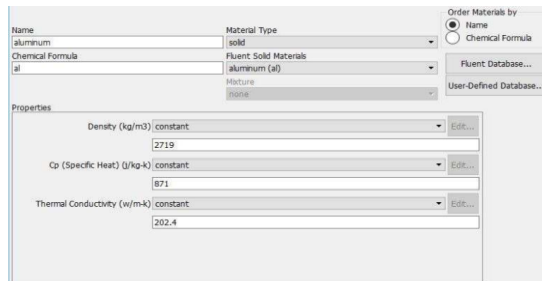 Order Materials by
Name
Chemical Formula
Name
aluminum
Material Type
solid
Chemical Formula
al
Fluent Solid Materials
aluminum (al)
Mixture
none
Fluent Database...
User-Defined Database...
Properties
Density (kg/m3) constant Edit...
2719
Cp (Specific Heat) (j/kg-k) constant Edit...
871
Thermal Conductivity (w/m-k) constant Edit...
202.4